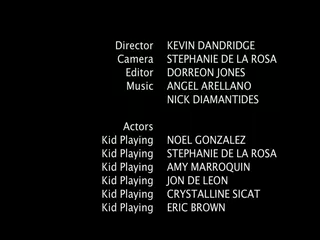 Director KEVIN DANDRIDGE
Camera STEPHANIE DE LA ROSA
Editor DORREON JONES
Music ANGEL ARELLANO
NICK DIAMANTIDES
Actors
Kid Playing NOEL GONZALEZ
Kid Playing STEPHANIE DE LA ROSA
Kid Playing AMY MARROQUIN
Kid Playing JON DE LEON
Kid Playing CRYSTALLINE SICAT
Kid Playing ERIC BROWN